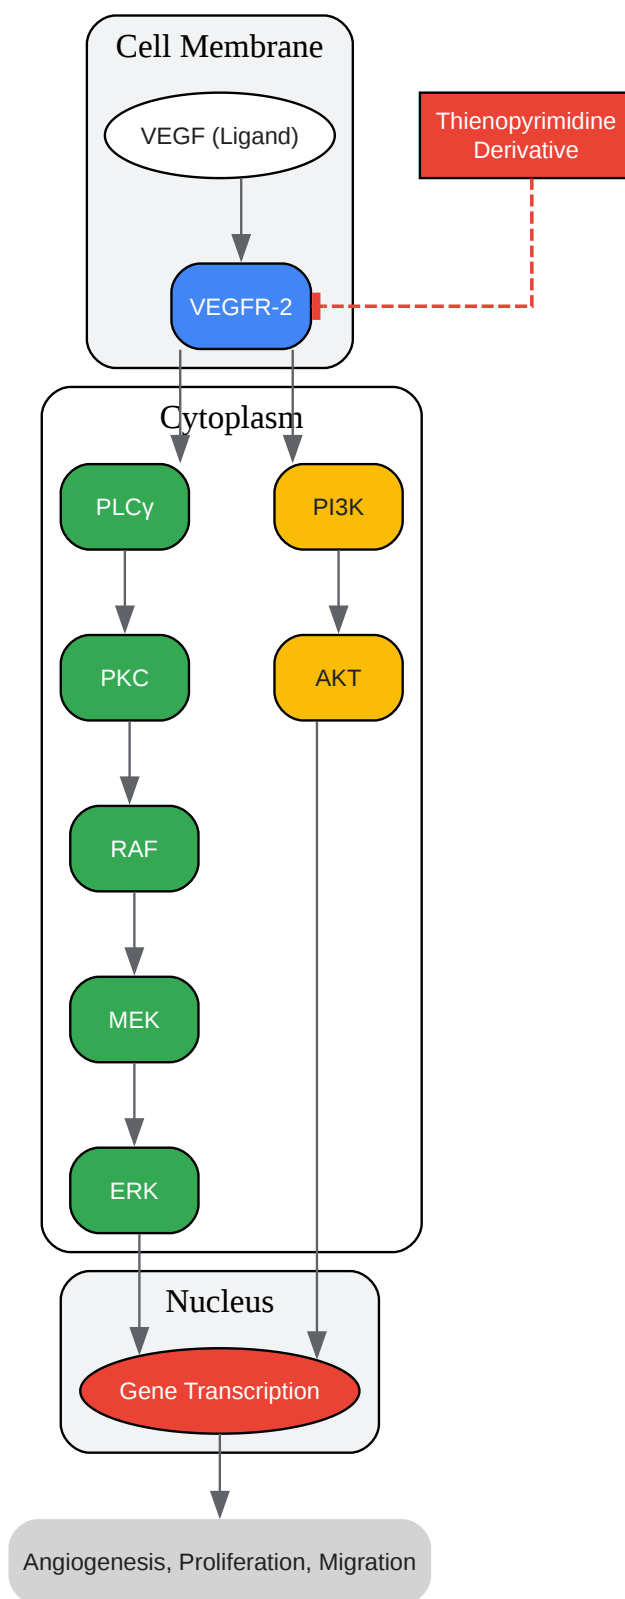 Cell Membrane
VEGF (Ligand)
Thienopyrimidine
Derivative
VEGFR-2
Cytoplasm
PLCγ
PI3K
PKC
AKT
RAF
MEK
ERK
Nucleus
Gene Transcription
Angiogenesis, Proliferation, Migration